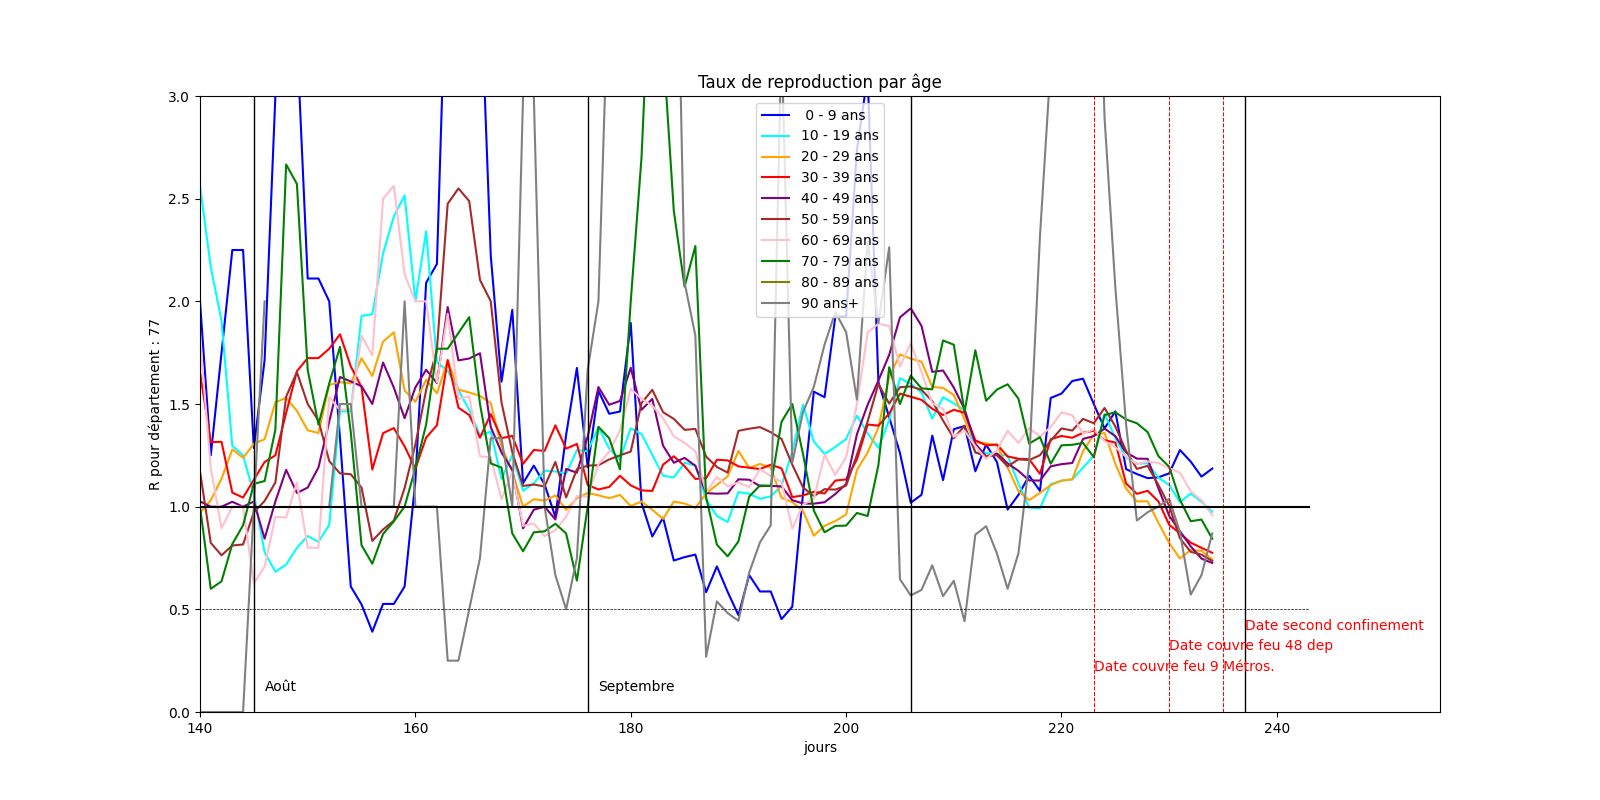 Taux de reproduction par âge
R pour département : 77
3.0
2.5
2.0
1.5
1.0
0.5
0.0
0 - 9 ans
10 - 19 ans
20 - 29 ans
30 - 39 ans
40 - 49 ans
50 - 59 ans
60 - 69 ans
70 - 79 ans
80 - 89 ans
90 ans+
Date second confinement
Date couvre feu 48 dep
Date couvre feu 9 Métros.
Août
Septembre
140
160
180
200
220
240
jours